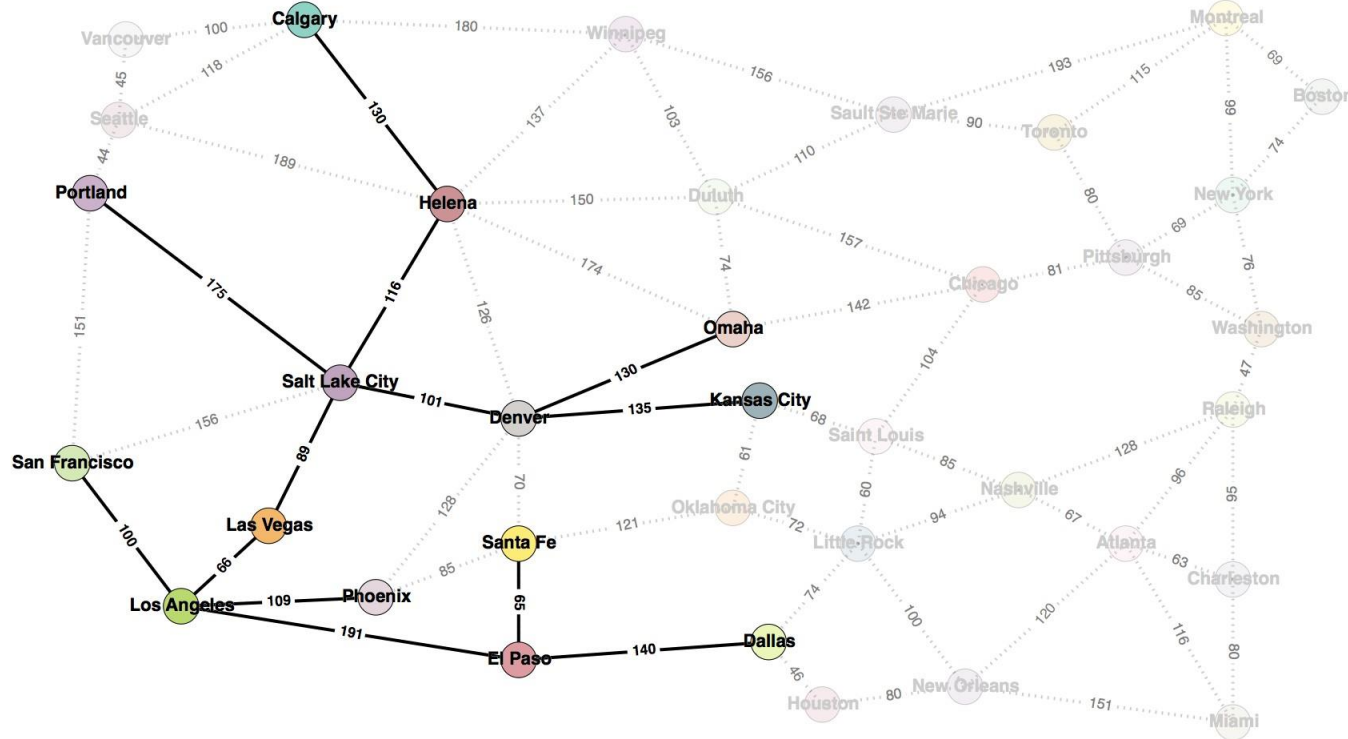 Calgary
Montreal
100
180
Vancouver
Winnipeg
69
193
118
115
45
156
Boston
99
130
137
103
Sault Ste Marie
90
Seattle
Toronto
74
44
110
189
Portland
Helena
150
Duluth
80
New York
69
157
Pittsburgh
76
174
74
81
175
116
Chicago
85
126
142
151
Omaha
Washington
104
47
130
Salt Lake City
101
Kansas City
135
Denver
68
Raleigh
156
Saint Louis
128
89
61
85
San Francisco
96
70
60
Nashville
95
128
Oklahoma City
94
67
100
Las Vegas
121
72
Santa Fe
Little Rock
Atlanta
66
85
63
Charleston
74
Phoenix
109
65
Los Angeles
100
120
191
116
140
Dallas
80
El Paso
46
New Orleans
80
Houston
151
Miami